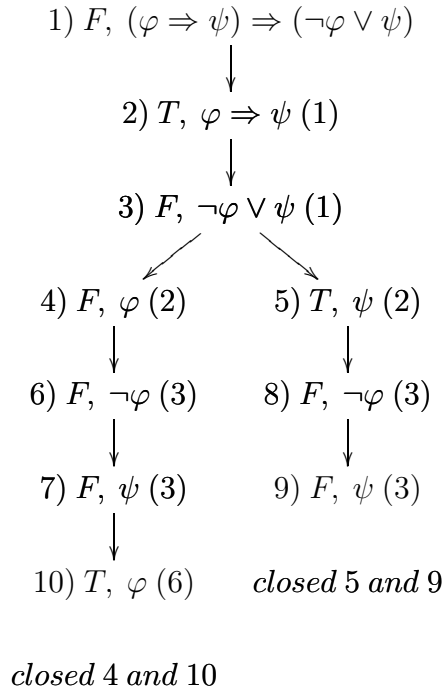 1) F, (φ ⇒ ψ) ⇒ (¬φ ∨ ψ)
2) T, φ ⇒ ψ (1)
3) F, ¬φ ∨ ψ (1)
4) F, φ (2)
5) T, ψ (2)
6) F, ¬φ (3)
8) F, ¬φ (3)
7) F, ψ (3)
9) F, ψ (3)
10) T, φ (6)
closed 5 and 9
closed 4 and 10